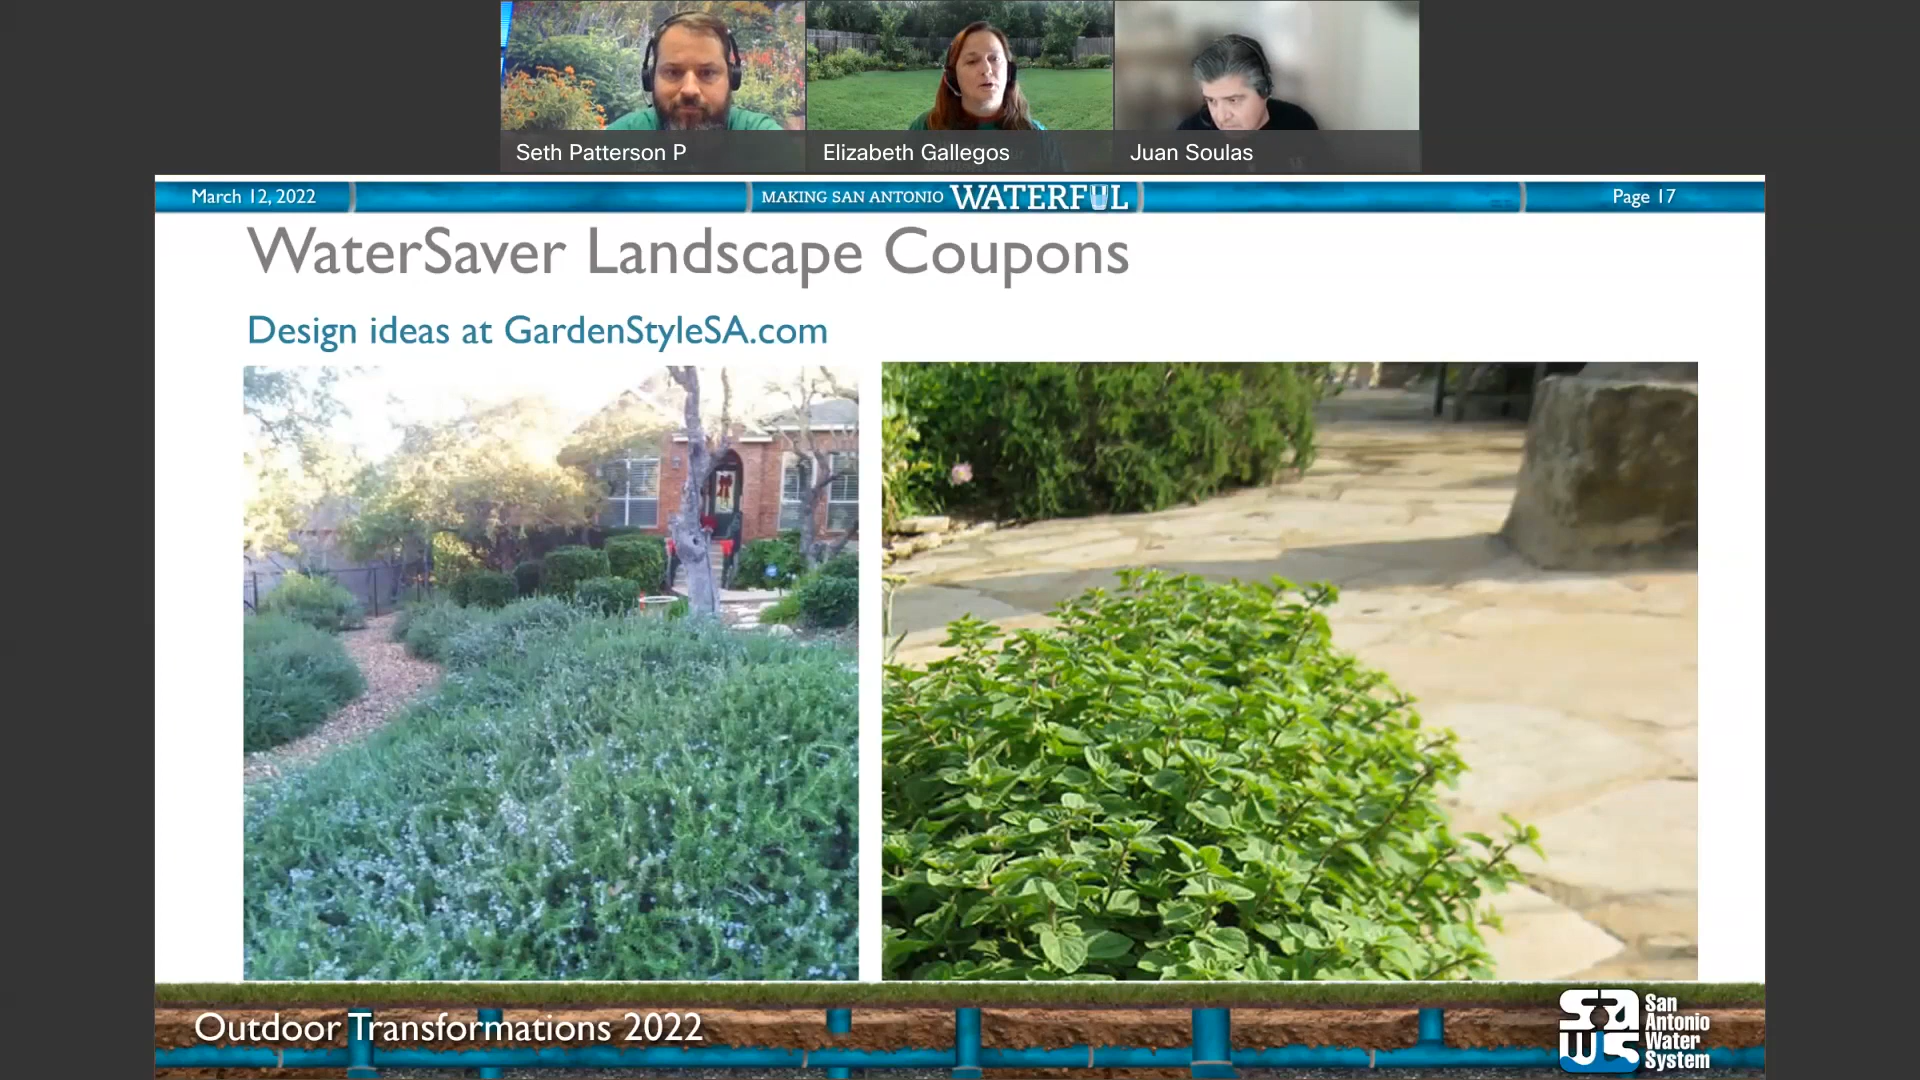 Seth Patterson P
Elizabeth Gallegos
Juan Soulas
March 12, 2022
MAKING SAN ANTONIO WATERFUL
Page 17
WaterSaver Landscape Coupons
Design ideas at GardenStyleSA.com
Outdoor Transformations 2022
SAWS
San
Antonio
Water
System